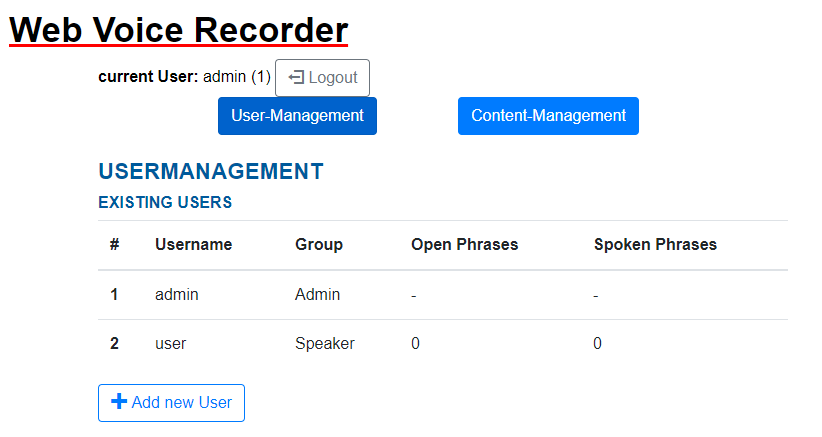 Web Voice Recorder
current User: admin (1) Logout
User-Management Content-Management
USERMANAGEMENT
EXISTING USERS
# Username Group Open Phrases Spoken Phrases
1 admin Admin - -
2 user Speaker 0 0
Add new User